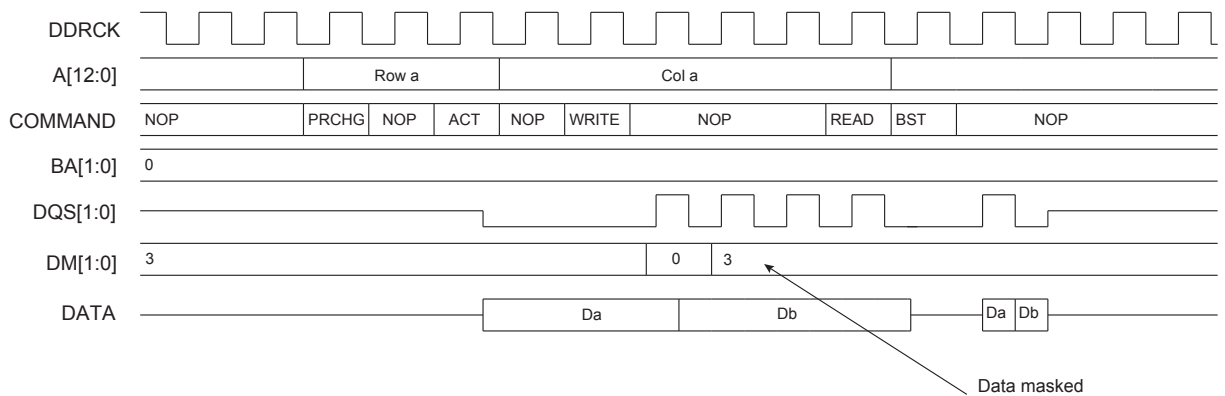 DDRCK
A[12:0] Row a Col a
COMMAND NOP PRCHG NOP ACT NOP WRITE NOP READ BST NOP
BA[1:0] 0
DQS[1:0]
DM[1:0] 3 0 3
DATA Da Db Da Db
Data masked